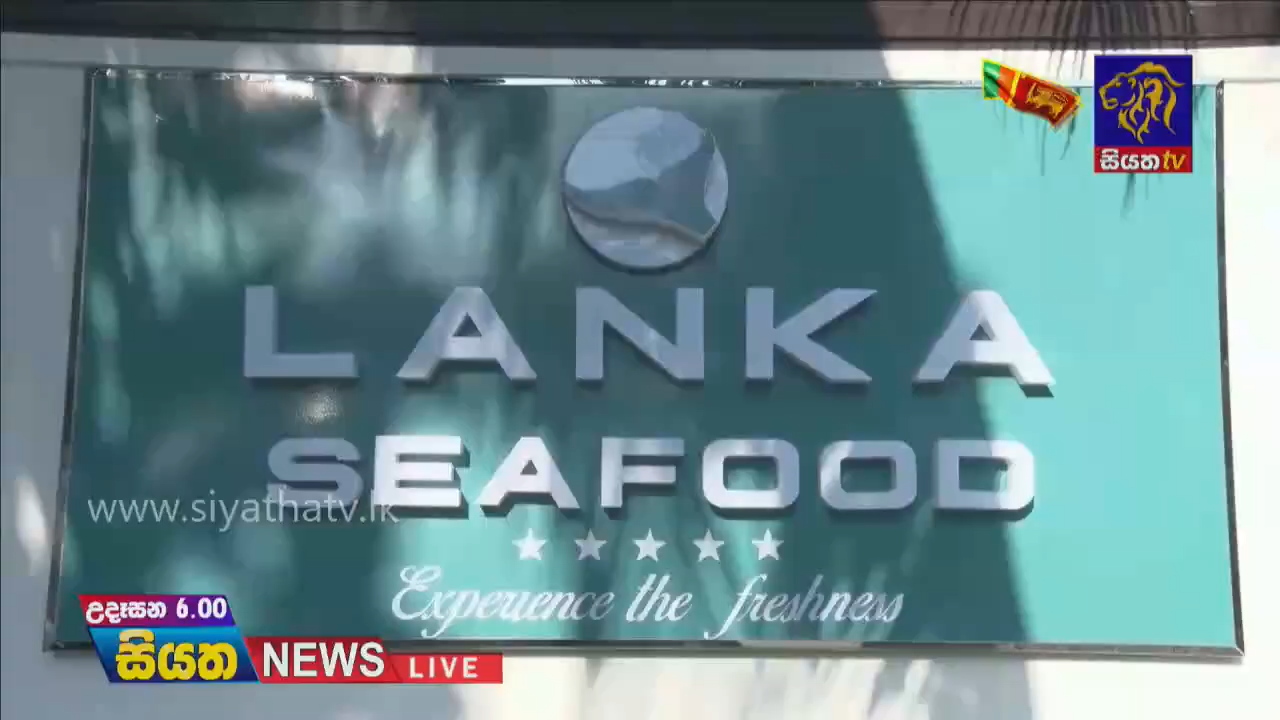 සියත tv
LANKA
SEAFOOD
www.siyathatv.lk
Experience the freshness
උදෑසන 6.00
සියත NEWS LIVE